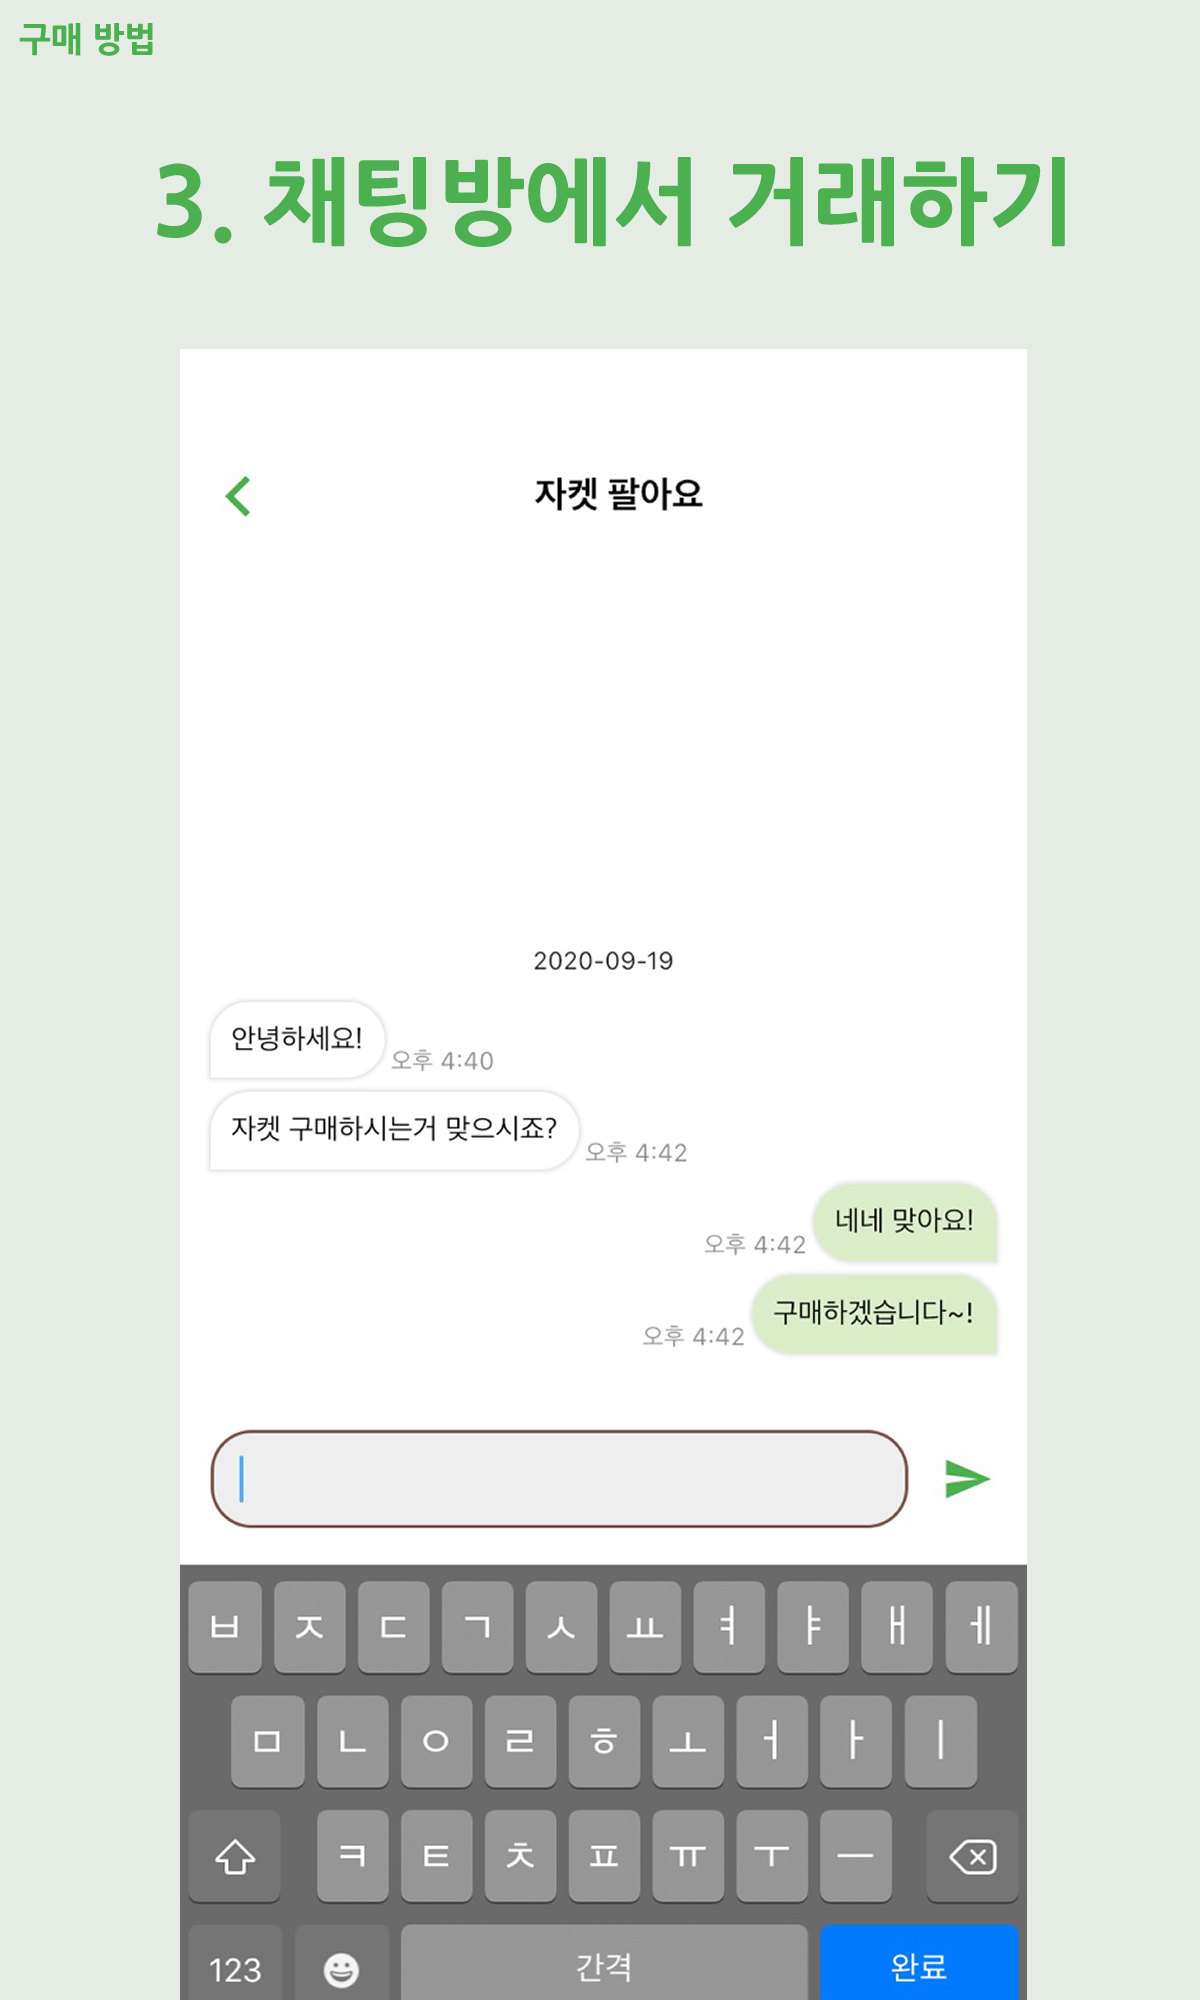 구매 방법
3. 채팅방에서 거래하기
자켓 팔아요
2020-09-19
안녕하세요! 오후 4:40
자켓 구매하시는거 맞으시죠? 오후 4:42
오후 4:42 네네 맞아요!
오후 4:42 구매하겠습니다~!
ㅂ ㅈ ㄷ ㄱ ㅅ ㅛ ㅕ ㅑ ㅐ ㅔ
ㅁ ㄴ ㅇ ㄹ ㅎ ㅗ ㅓ ㅏ ㅣ
ㅋ ㅌ ㅊ ㅍ ㅠ ㅜ ㅡ
123 간격 완료